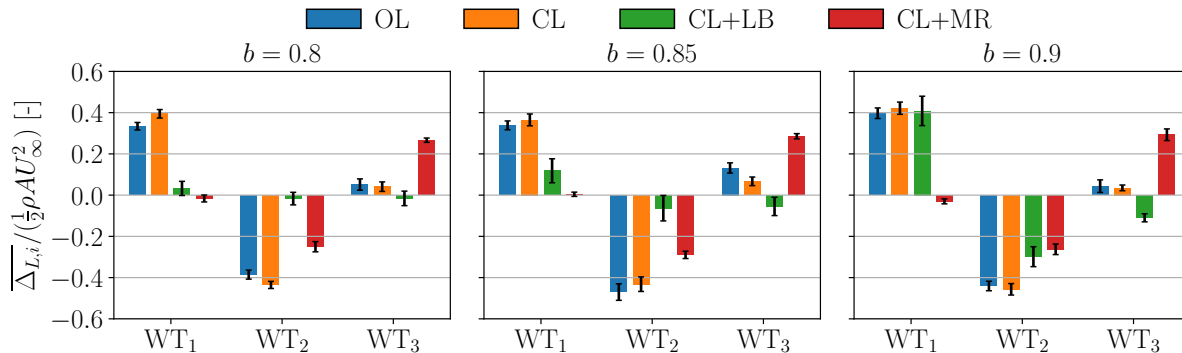 OL CL CL+LB CL+MR
b = 0.8 b = 0.85 b = 0.9
$\overline{\Delta_{L,i}}/(\frac{1}{2}\rho A U_\infty^2)$ [-]
0.6
0.4
0.2
0.0
−0.2
−0.4
−0.6
WT₁ WT₂ WT₃ WT₁ WT₂ WT₃ WT₁ WT₂ WT₃